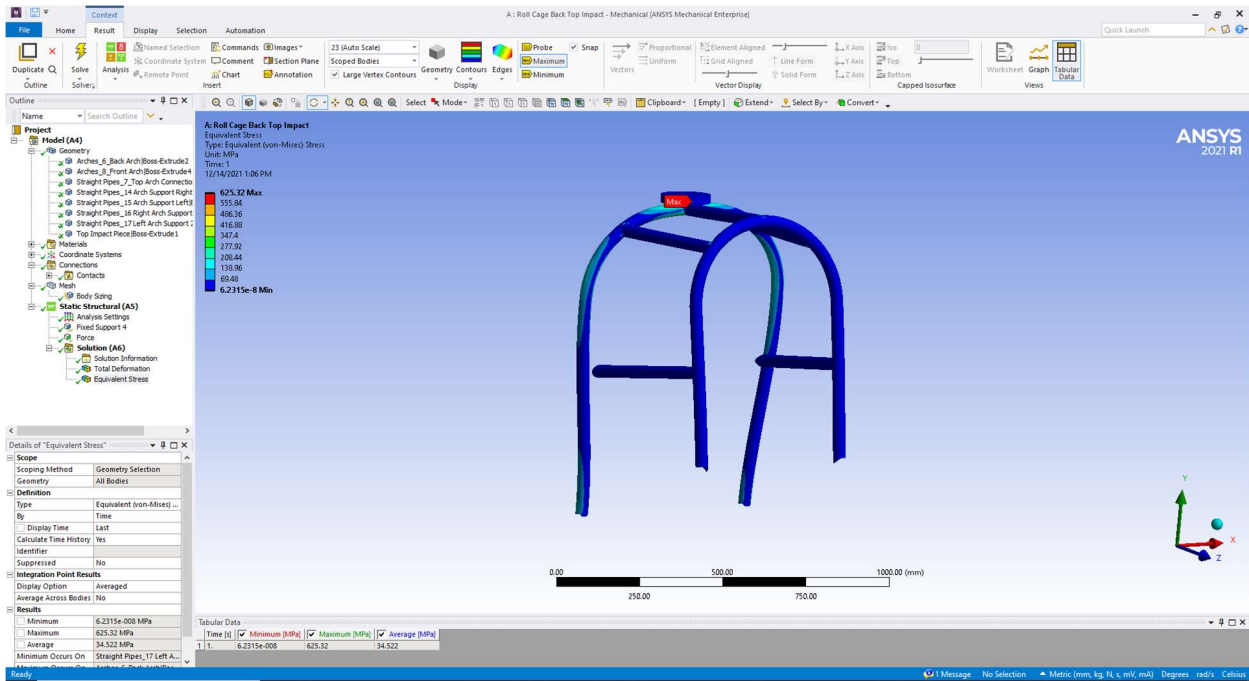 Context
A : Roll Cage Back Top Impact - Mechanical [ANSYS Mechanical Enterprise]
File Home Result Display Selection Automation
Quick Launch
Duplicate
Outline
Solve
Solver
Analysis
Named Selection
Coordinate System
Remote Point
Commands
Comment
Chart
Images
Section Plane
Annotation
Insert
23 (Auto Scale)
Scoped Bodies
Large Vertex Contours
Geometry Contours Edges
Probe
Maximum
Minimum
Snap
Display
Vectors
Proportional
Uniform
Element Aligned
Grid Aligned
Line Form
Solid Form
X Axis
Y Axis
Z Axis
Vector Display
Iso 0
Top
Bottom
Capped Isosurface
Worksheet Graph Tabular Data
Views
Select Mode Clipboard [ Empty ] Extend Select By Convert
Outline
Name Search Outline
Project
Model (A4)
Geometry
Arches_6_Back Arch|Boss-Extrude2
Arches_8_Front Arch|Boss-Extrude4
Straight Pipes_7_Top Arch Connectio
Straight Pipes_14 Arch Support Right
Straight Pipes_15 Arch Support Left|E
Straight Pipes_16 Right Arch Support
Straight Pipes_17 Left Arch Support 2
Top Impact Piece|Boss-Extrude1
Materials
Coordinate Systems
Connections
Contacts
Mesh
Body Sizing
Static Structural (A5)
Analysis Settings
Fixed Support 4
Force
Solution (A6)
Solution Information
Total Deformation
Equivalent Stress
A: Roll Cage Back Top Impact
Equivalent Stress
Type: Equivalent (von-Mises) Stress
Unit: MPa
Time: 1
12/14/2021 1:06 PM
625.32 Max
555.84
486.36
416.88
347.4
277.92
208.44
138.96
69.48
6.2315e-8 Min
ANSYS
2021 R1
Max
Y
X
Z
0.00 500.00 1000.00 (mm)
250.00 750.00
Details of "Equivalent Stress"
Scope
Scoping Method Geometry Selection
Geometry All Bodies
Definition
Type Equivalent (von-Mises) ...
By Time
Display Time Last
Calculate Time History Yes
Identifier
Suppressed No
Integration Point Results
Display Option Averaged
Average Across Bodies No
Results
Minimum 6.2315e-008 MPa
Maximum 625.32 MPa
Average 34.522 MPa
Minimum Occurs On Straight Pipes_17 Left A...
Tabular Data
Time [s] Minimum [MPa] Maximum [MPa] Average [MPa]
1 1. 6.2315e-008 625.32 34.522
Ready
1 Message No Selection Metric (mm, kg, N, s, mV, mA) Degrees rad/s Celsius